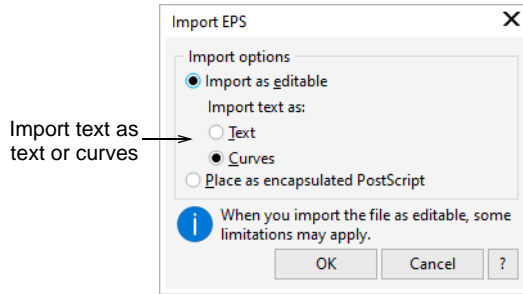 Import EPS
Import options
Import as editable
Import text as:
Import text as
text or curves
Text
Curves
Place as encapsulated PostScript
When you import the file as editable, some
limitations may apply.
OK
Cancel
?